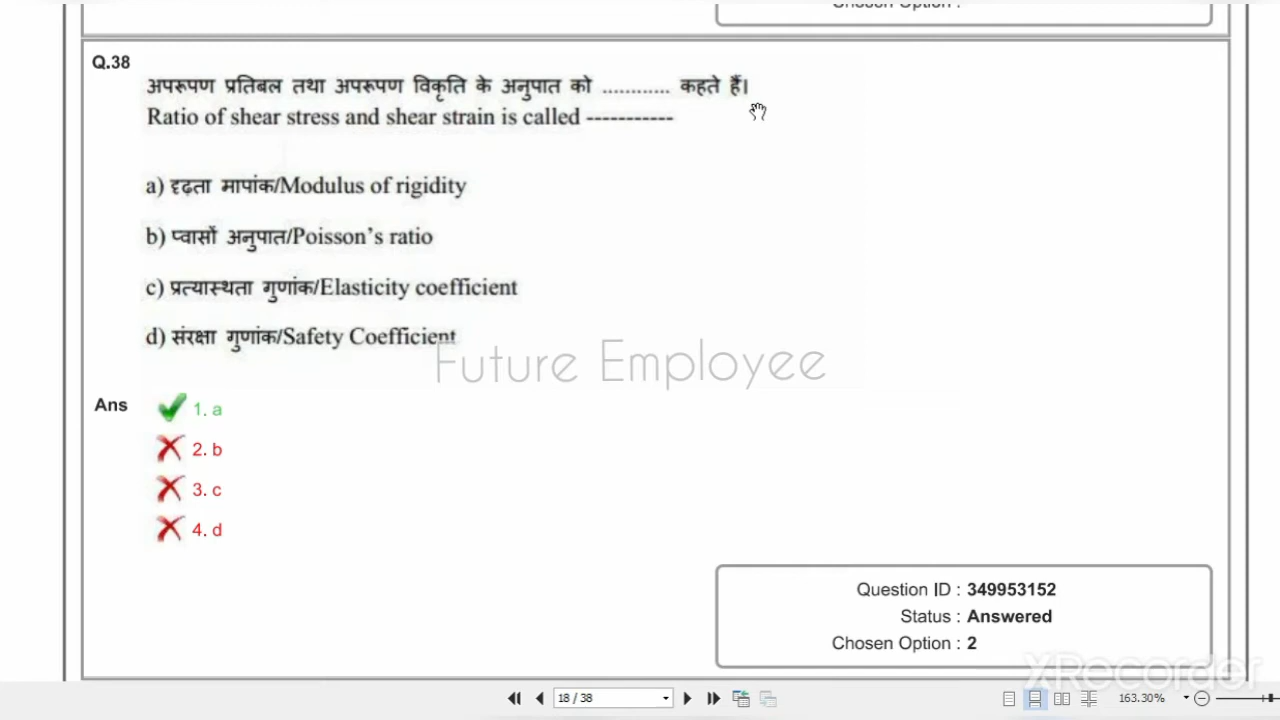 Chosen Option :
Q.38
अपरूपण प्रतिबल तथा अपरूपण विकृति के अनुपात को ............ कहते हैं।
Ratio of shear stress and shear strain is called -----------
a) दृढ़ता मापांक/Modulus of rigidity
b) प्वासों अनुपात/Poisson's ratio
c) प्रत्यास्थता गुणांक/Elasticity coefficient
d) संरक्षा गुणांक/Safety Coefficient
Future Employee
Ans
1. a
2. b
3. c
4. d
Question ID : 349953152
Status : Answered
Chosen Option : 2
XRecorder
18 / 38
163.30%